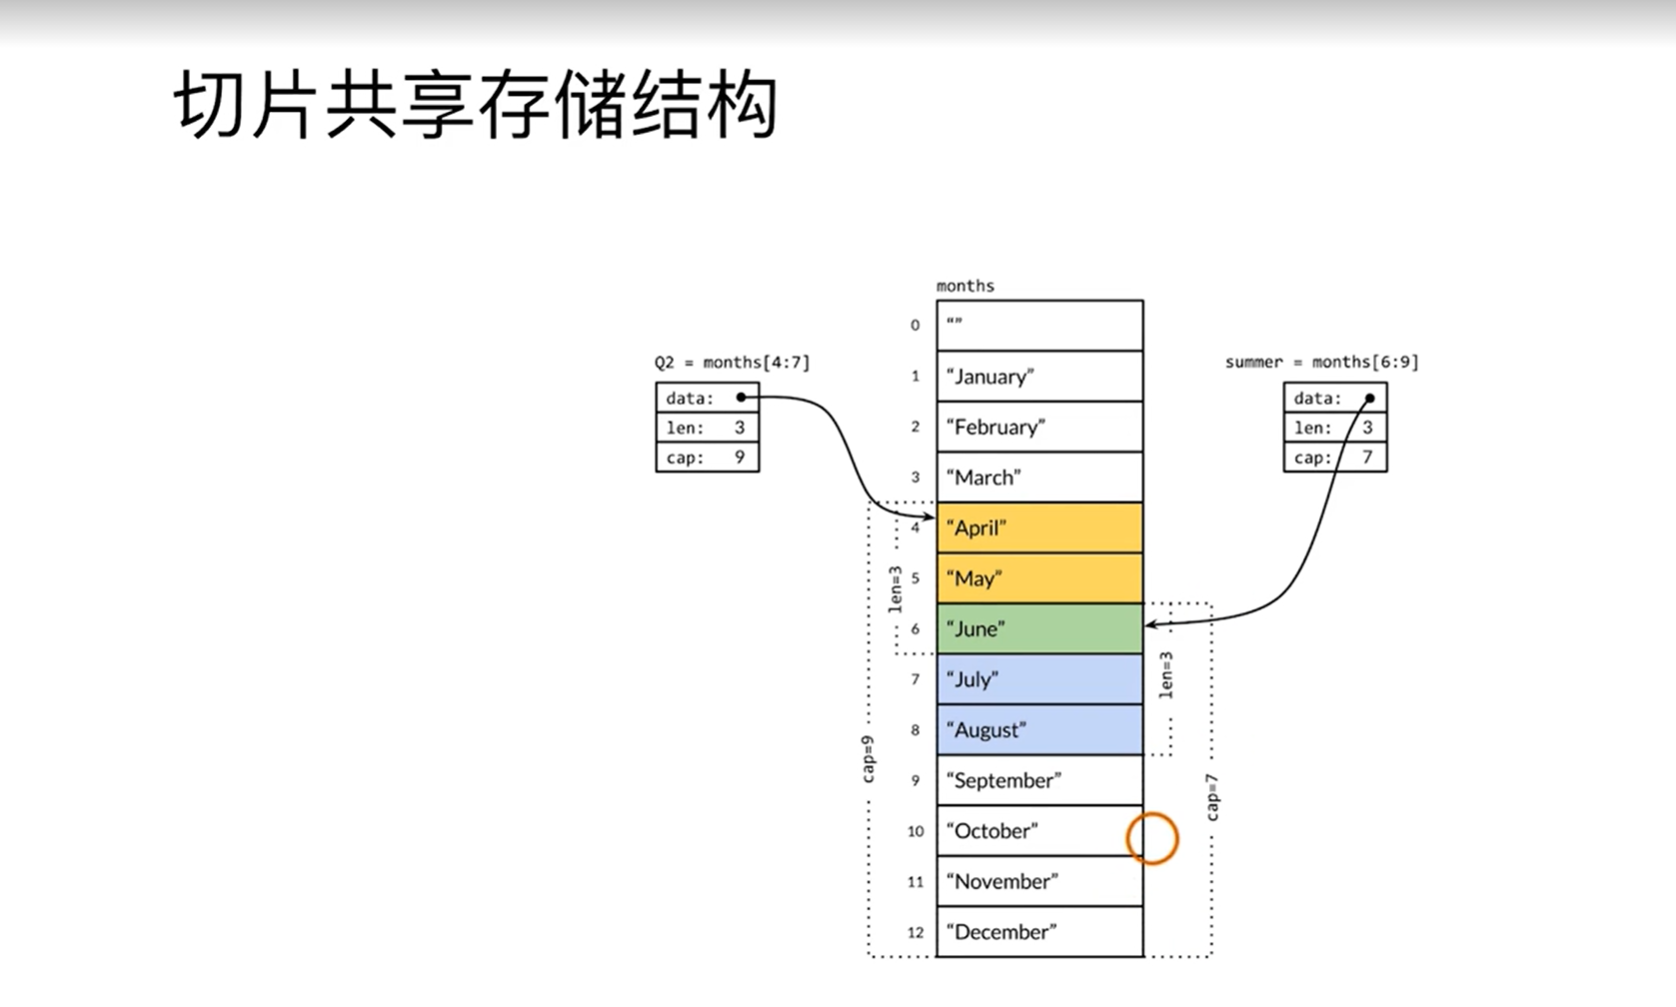 切片共享存储结构
months
0 “”
Q2 = months[4:7]
data:
len: 3
cap: 9
summer = months[6:9]
data:
len: 3
cap: 7
1 “January”
2 “February”
3 “March”
4 “April”
5 “May”
6 “June”
7 “July”
8 “August”
9 “September”
10 “October”
11 “November”
12 “December”
len=3
cap=9
len=3
cap=7